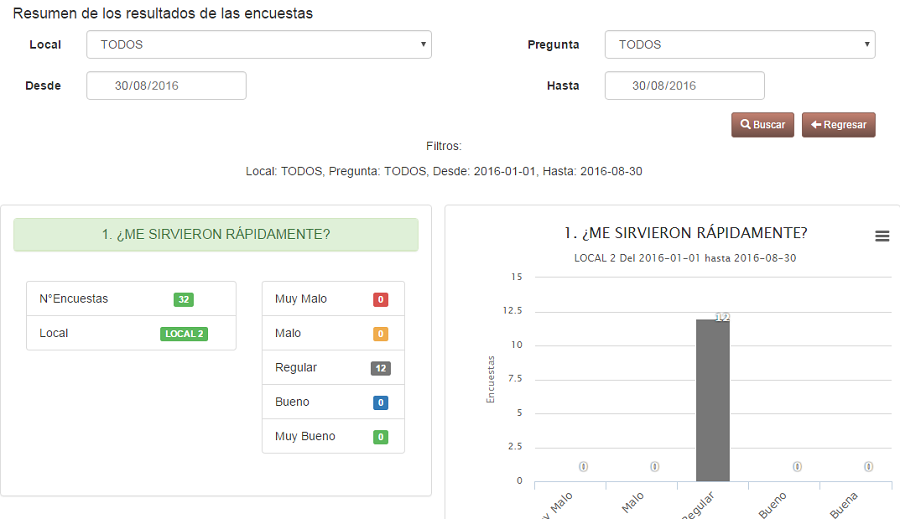 Resumen de los resultados de las encuestas
Local TODOS Pregunta TODOS
Desde 30/08/2016 Hasta 30/08/2016
Buscar Regresar
Filtros:
Local: TODOS, Pregunta: TODOS, Desde: 2016-01-01, Hasta: 2016-08-30
1. ¿ME SIRVIERON RÁPIDAMENTE?
N°Encuestas 32
Local LOCAL 2
Muy Malo 0
Malo 0
Regular 12
Bueno 0
Muy Bueno 0
1. ¿ME SIRVIERON RÁPIDAMENTE?
LOCAL 2 Del 2016-01-01 hasta 2016-08-30
Encuestas
15
12.5
10
7.5
5
2.5
0
0 0 12 0 0
Malo Malo Regular Bueno Buena